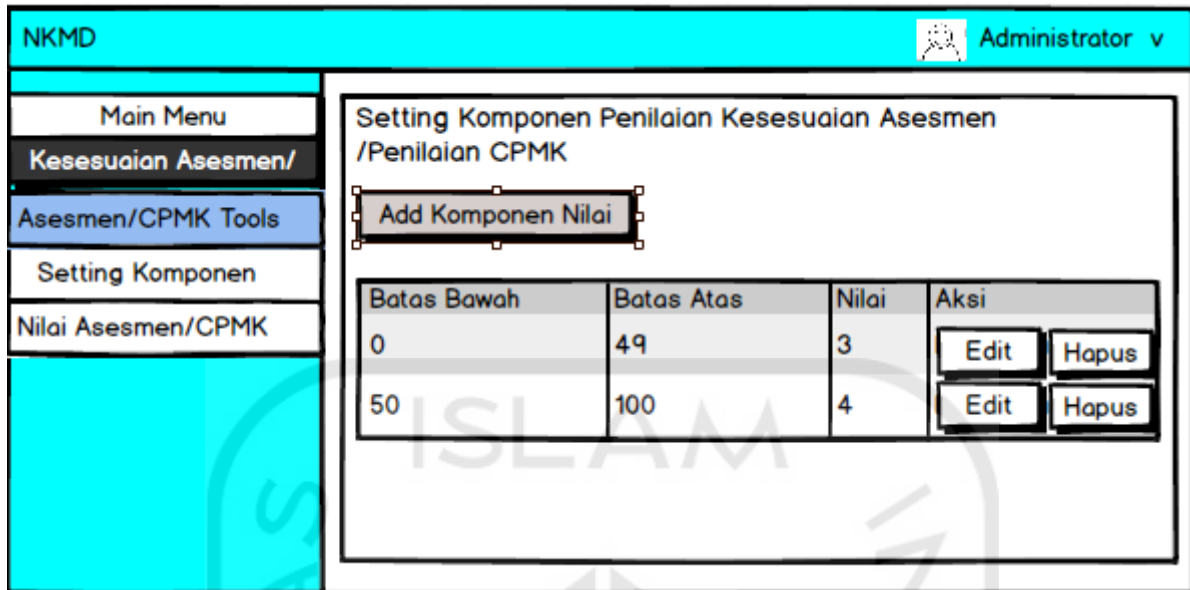 NKMD
Administrator v
Main Menu
Kesesuaian Asesmen/
Asesmen/CPMK Tools
Setting Komponen
Nilai Asesmen/CPMK
Setting Komponen Penilaian Kesesuaian Asesmen
/Penilaian CPMK
Add Komponen Nilai
Batas Bawah Batas Atas Nilai Aksi
0 49 3 Edit Hapus
50 100 4 Edit Hapus
ISLAM